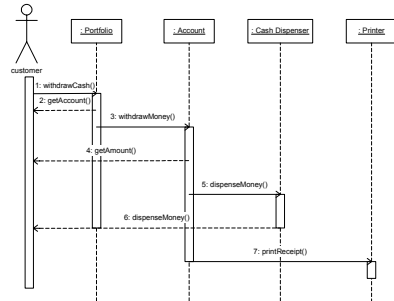 : Portfolio
: Account
: Cash Dispenser
: Printer
customer
1: withdrawCash()
2: getAccount()
3: withdrawMoney()
4: getAmount()
5: dispenseMoney()
6: dispenseMoney()
7: printReceipt()